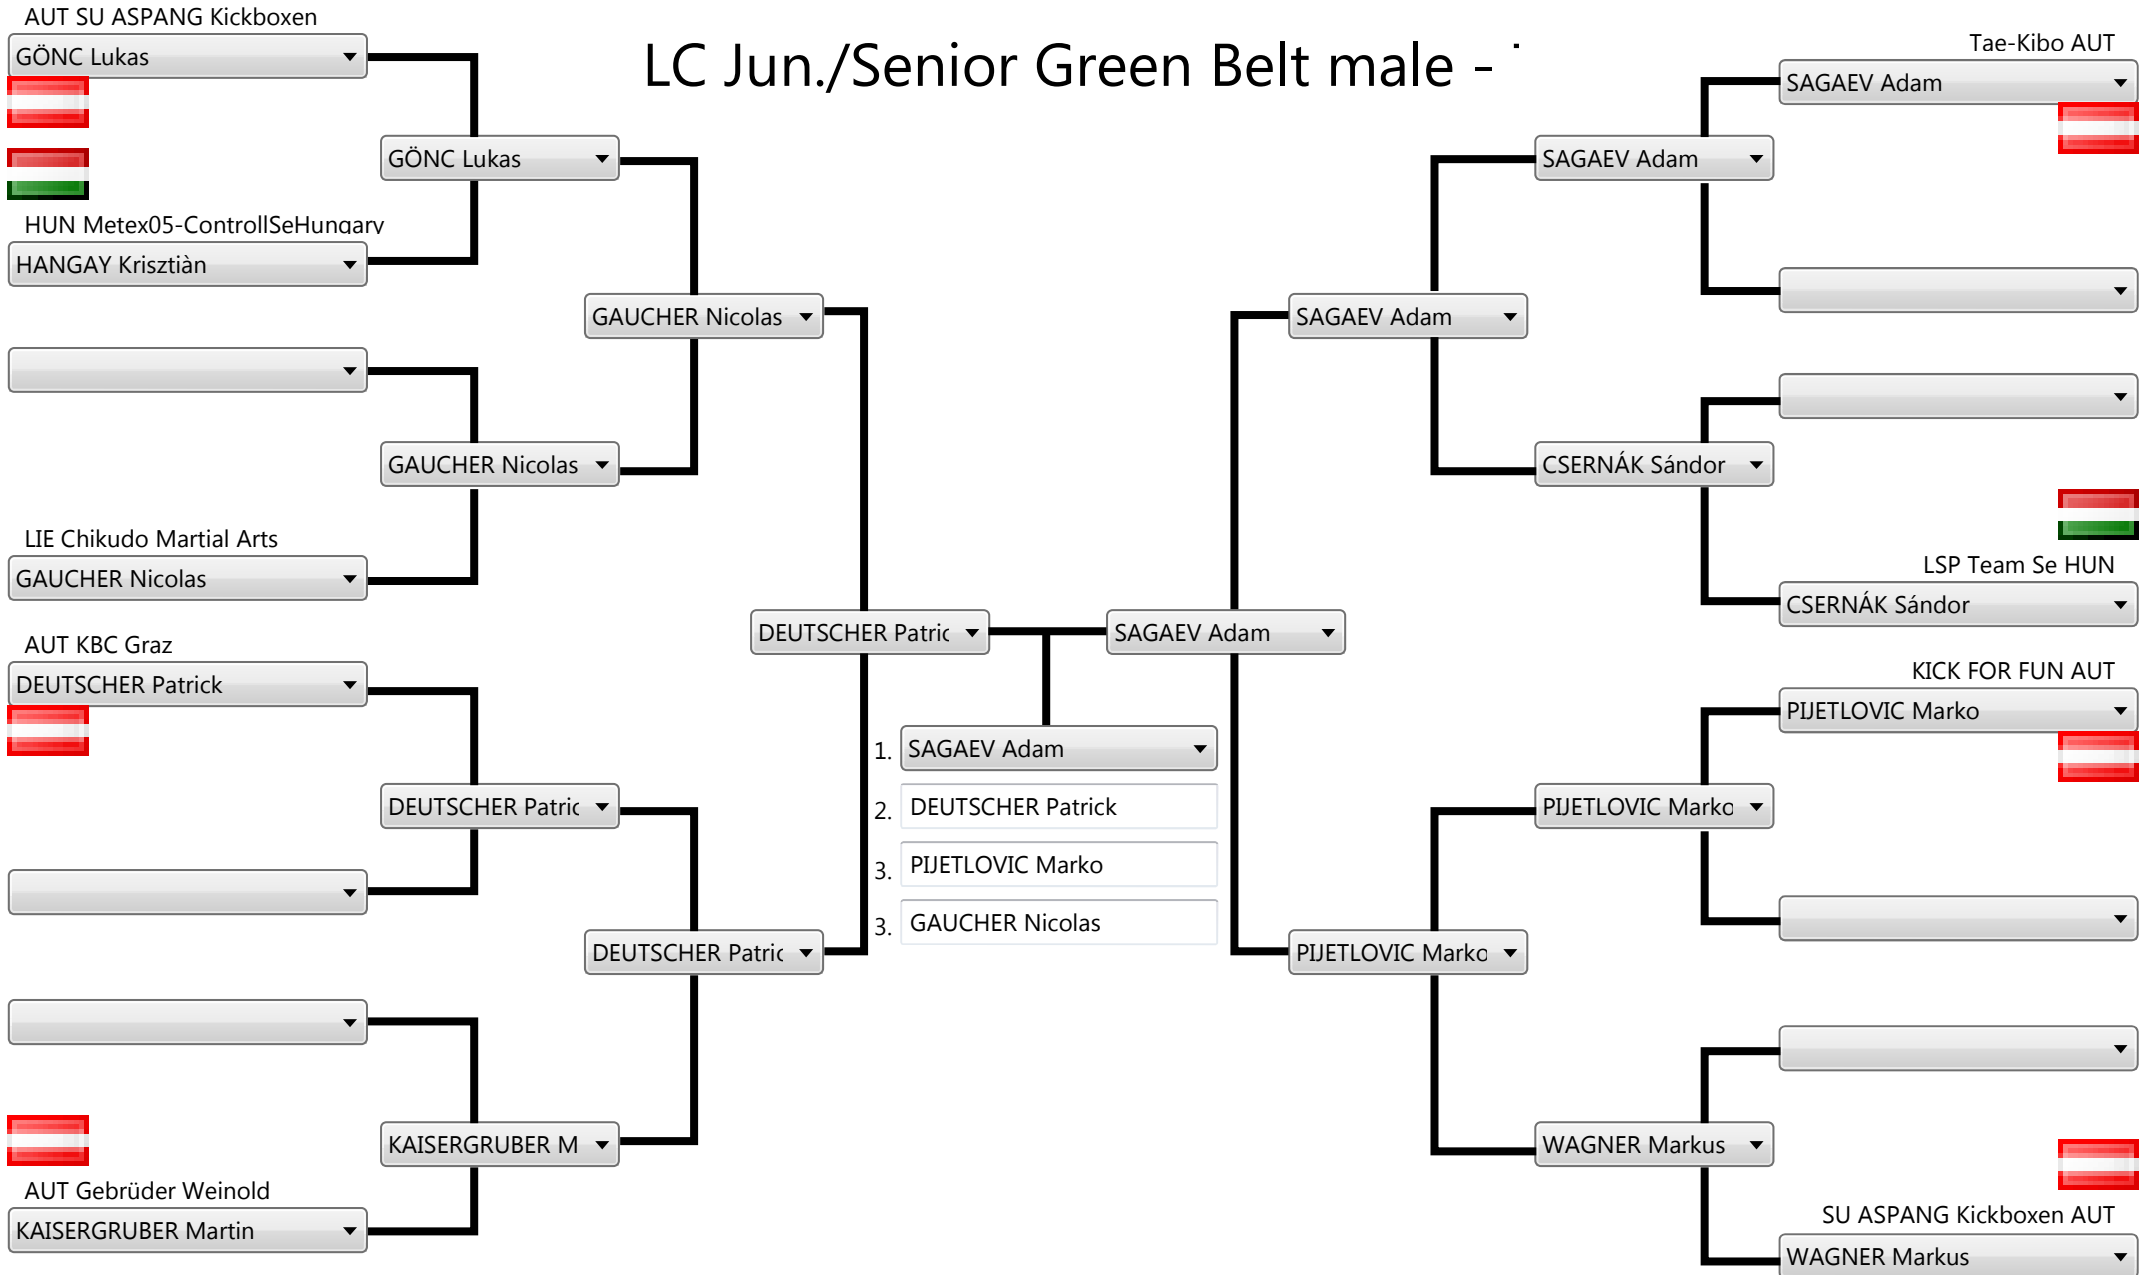 LC Jun./Senior Green Belt male -
AUT SU ASPANG Kickboxen
GÖNC Lukas
HUN Metex05-ControllSeHungary
HANGAY Krisztiàn
LIE Chikudo Martial Arts
GAUCHER Nicolas
AUT KBC Graz
DEUTSCHER Patrick
AUT Gebrüder Weinold
KAISERGRUBER Martin
GÖNC Lukas
GAUCHER Nicolas
DEUTSCHER Patric
KAISERGRUBER M
GAUCHER Nicolas
DEUTSCHER Patric
DEUTSCHER Patric
SAGAEV Adam
1. SAGAEV Adam
2. DEUTSCHER Patrick
3. PIJETLOVIC Marko
3. GAUCHER Nicolas
SAGAEV Adam
PIJETLOVIC Marko
SAGAEV Adam
CSERNÁK Sándor
PIJETLOVIC Marko
WAGNER Markus
Tae-Kibo AUT
SAGAEV Adam
LSP Team Se HUN
CSERNÁK Sándor
KICK FOR FUN AUT
PIJETLOVIC Marko
SU ASPANG Kickboxen AUT
WAGNER Markus